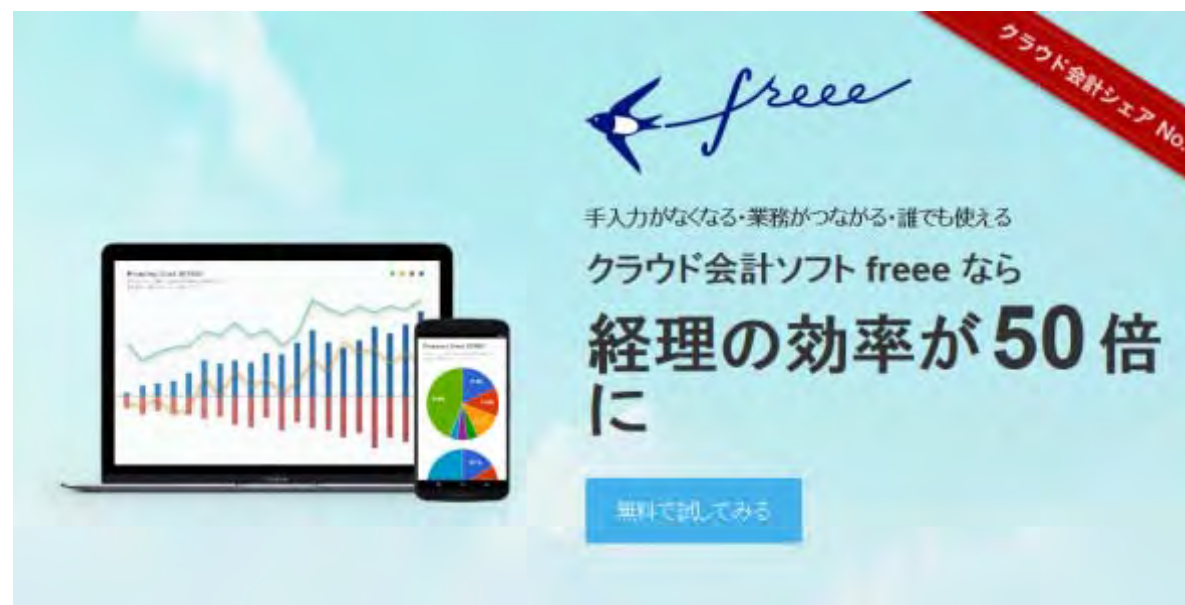 クラウド会計シェア No.
freee
手入力がなくなる・業務がつながる・誰でも使える
クラウド会計ソフト freee なら
経理の効率が 50 倍
に
無料で試してみる